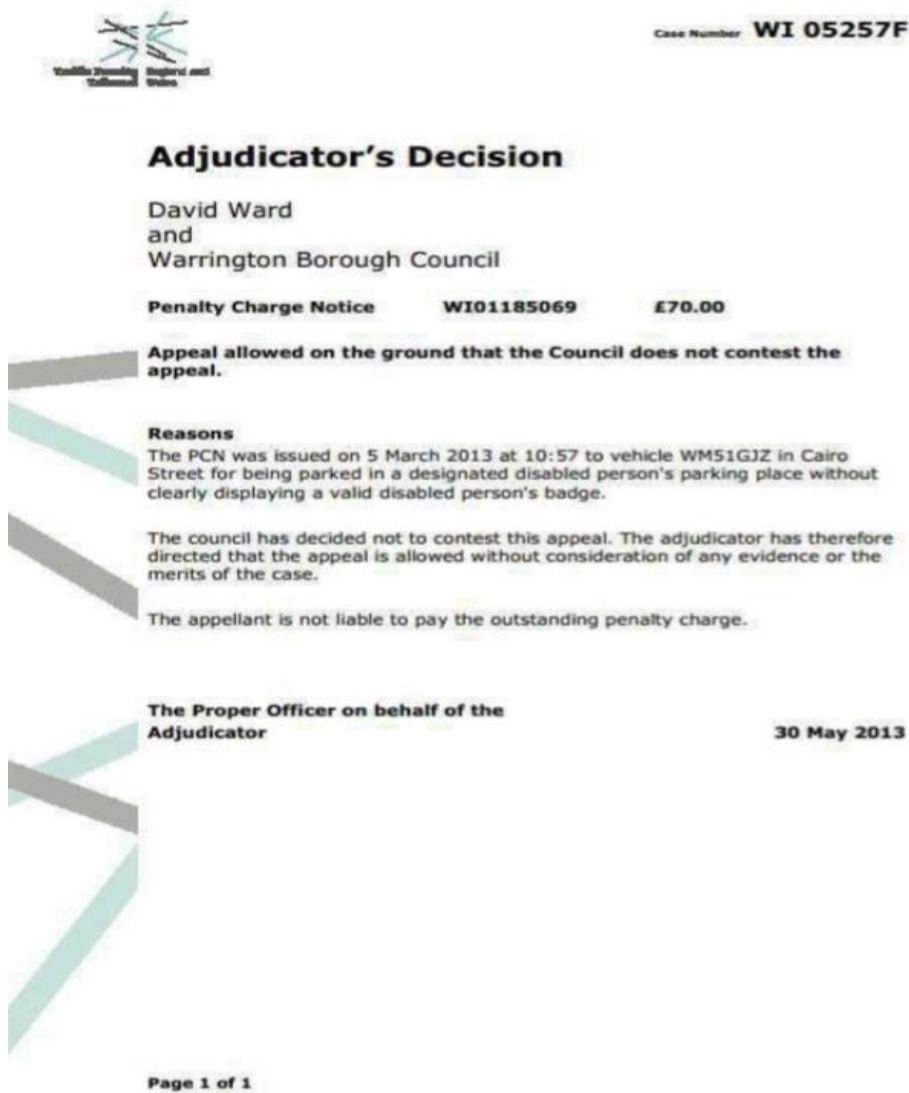 Case Number WI 05257F
Traffic Penalty England and
Tribunal Wales
Adjudicator's Decision
David Ward
and
Warrington Borough Council
Penalty Charge Notice WI01185069 £70.00
Appeal allowed on the ground that the Council does not contest the
appeal.
Reasons
The PCN was issued on 5 March 2013 at 10:57 to vehicle WM51GJZ in Cairo
Street for being parked in a designated disabled person's parking place without
clearly displaying a valid disabled person's badge.
The council has decided not to contest this appeal. The adjudicator has therefore
directed that the appeal is allowed without consideration of any evidence or the
merits of the case.
The appellant is not liable to pay the outstanding penalty charge.
The Proper Officer on behalf of the
Adjudicator 30 May 2013
Page 1 of 1